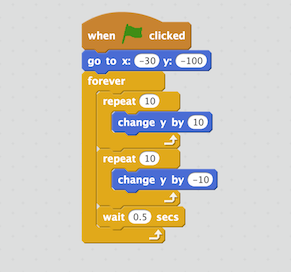 when clicked
go to x: -30 y: -100
forever
repeat 10
change y by 10
repeat 10
change y by -10
wait 0.5 secs